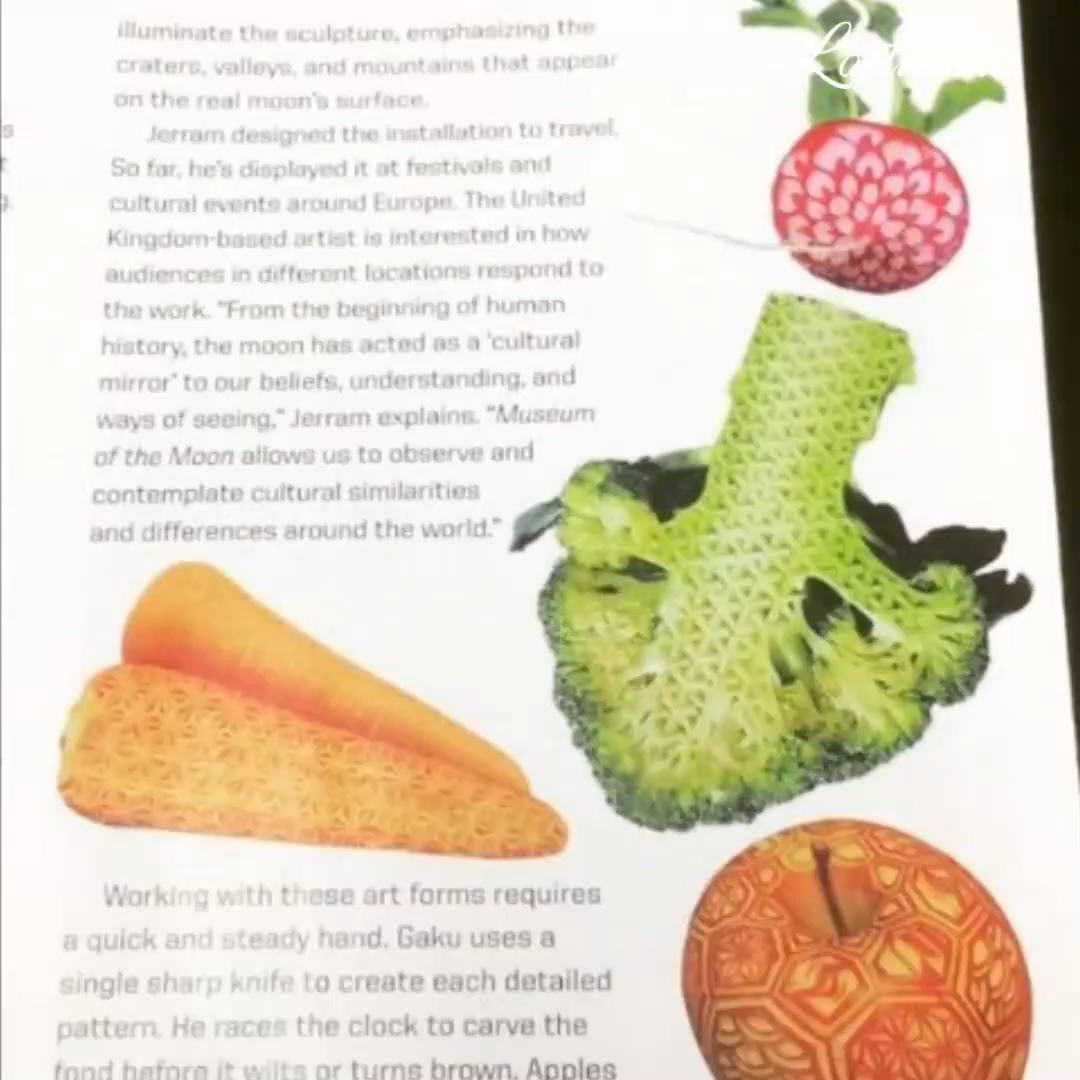 illuminate the sculpture, emphasizing the
craters, valleys, and mountains that appear
on the real moon's surface.
Jerram designed the installation to travel.
So far, he's displayed it at festivals and
cultural events around Europe. The United
Kingdom-based artist is interested in how
audiences in different locations respond to
the work. "From the beginning of human
history, the moon has acted as a 'cultural
mirror' to our beliefs, understanding, and
ways of seeing," Jerram explains. "Museum
of the Moon allows us to observe and
contemplate cultural similarities
and differences around the world."
Working with these art forms requires
a quick and steady hand. Gaku uses a
single sharp knife to create each detailed
pattern. He races the clock to carve the
food before it wilts or turns brown. Apples